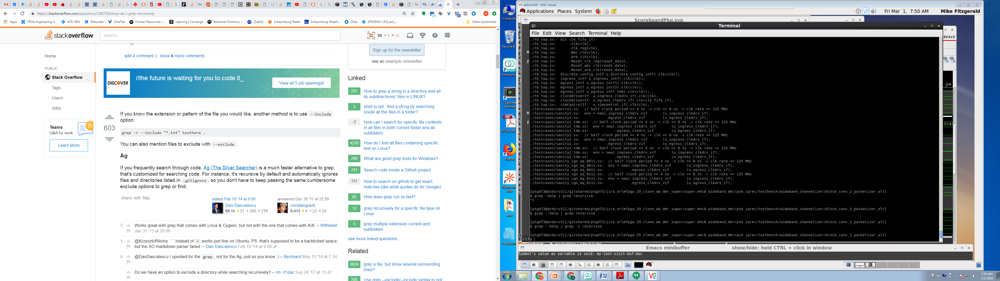 https://stackoverflow.com/questions/1987926/how-do-i-grep-recursively
Apps
FPGA Engineering S...
ATD JIRA
Bitbucket
OneTab
Human Resources | ...
Learning | Converge
Motorola Directory ...
Quality
Schaumburg Radar
Schaumburg Weath...
Okta
[PSDENG-133] psd_...
Other bookmarks
stackoverflow
Search...
55 1 12
Home
PUBLIC
Stack Overflow
Tags
Users
Jobs
Teams
Q&A for work
Learn More
add a comment | show 4 more comments
DISCOVER
//the future is waiting for you to code it_
View all 5 job openings!
603
If you know the extension or pattern of the file you would like, another method is to use --include
option:
grep -r --include "*.txt" texthere .
You can also mention files to exclude with --exclude.
Ag
If you frequently search through code, Ag (The Silver Searcher) is a much faster alternative to grep,
that's customized for searching code. For instance, it's recursive by default and automatically ignores
files and directories listed in .gitignore, so you don't have to keep passing the same cumbersome
exclude options to grep or find.
share edit flag
edited Feb 19 '14 at 9:56
Dan Dascalescu
68.1k 21 206 276
answered Dec 30 '11 at 22:59
christangrant
6,413 4 22 24
3 Works great with grep that comes with Linux & Cygwin, but not with the one that comes with AIX. – Withheld
Jan 31 '13 at 20:08
1 @KrzysztofWolny: ` ` instead of = works just fine on Ubuntu. PS: that's supposed to be a backticked space,
but the SO markdown parser failed. – Dan Dascalescu Feb 19 '14 at 9:08
4 @DanDascalescu I upvoted for the grep, not for the Ag, just so you know :) – Bernhard May 15 '14 at 7:24
Do we have an option to exclude a directory while searching recursively? – rm -rf star Sep 24 '17 at 15:47
Sign up for the newsletter
see an example newsletter
Linked
201 How to grep a string in a directory and all
its subdirectories' files in LINUX?
3 shell script : find a string by searching
inside all the files in a folder?
-3 How can I search for specific file contents
in all files in both current folder and all
subfolders
4270 How do I find all files containing specific
text on Linux?
290 What are good grep tools for Windows?
231 Search code inside a Github project
151 How to search on github to get exact
matches (like what quotes do for Google)
92 How does grep run so fast?
12 grep recursively for a specific file type on
Linux
5 grep multiple extension current and
subfolders
see more linked questions...
Related
3024 grep a file, but show several surrounding
lines?
705 Use grep --exclude/--include syntax to not
Compute
Recycle Bi
Communic
Cygwin64
Terminal
DVCon_08_
Firefox
Plantronic
Hub
auto
desktop.in
atdsrv3:10 - VNC Viewer
Applications Places System
Fri Mar 1, 7:50 AM
Mike Fitzgerald
ScoreboardPkg.svp
Terminal
File Edit View Search Terminal Help
./tb_top.sv: bit clk_fifo_if;
./tb_top.sv: .Clk(clk),
./tb_top.sv: .Clk_reg(clk),
./tb_top.sv: .Wbc_clk(clk),
./tb_top.sv: .Arb_clk(clk),
./tb_top.sv: .Reset_clk_reg(reset_data),
./tb_top.sv: .Reset_wbc_clk(reset_data),
./tb_top.sv: .Reset_arb_clk(reset_data),
./tb_top.sv: discrete_config_intf u_discrete_config_intf(.clk(clk));
./tb_top.sv: ingress_intf u_ingress_intf(.clk(clk));
./tb_top.sv: egress_intf u_egress_intf1(.clk(clk));
./tb_top.sv: egress_intf u_egress_intf2(.clk(clk));
./tb_top.sv: egress_intf u_egress_intf_tdm(.clk(clk));
./tb_top.sv: clockDriverIf u_ingress_clkdrv_if(.clk(clk),
./tb_top.sv: clockDriverIf u_egress_clkdrv_if(.clk(clk_fifo_if),
./tb_top.sv: simControlIf u_simcontrol_if(.clk(clk),
./testcases/sanity1.sv: // half clock period == 4 ns -> clk == 8 ns -> clk rate == 125 MHz
./testcases/sanity1.sv: env = new(.ingress_clkdrv_vif (u_ingress_clkdrv_if),
./testcases/sanity1.sv: .egress_clkdrv_vif (u_egress_clkdrv_if),
./testcases/sanity1_tdm.sv: // half clock period == 4 ns -> clk == 8 ns -> clk rate == 125 MHz
./testcases/sanity1_tdm.sv: env = new(.ingress_clkdrv_vif (u_ingress_clkdrv_if),
./testcases/sanity1_tdm.sv: .egress_clkdrv_vif (u_egress_clkdrv_if),
./testcases/sanity2.sv: // half clock period == 4 ns -> clk == 8 ns -> clk rate == 125 MHz
./testcases/sanity2.sv: env = new(.ingress_clkdrv_vif (u_ingress_clkdrv_if),
./testcases/sanity2.sv: .egress_clkdrv_vif (u_egress_clkdrv_if),
./testcases/sanity2_tdm.sv: // half clock period == 4 ns -> clk == 8 ns -> clk rate == 125 MHz
./testcases/sanity2_tdm.sv: env = new(.ingress_clkdrv_vif (u_ingress_clkdrv_if),
./testcases/sanity2_tdm.sv: .egress_clkdrv_vif (u_egress_clkdrv_if),
./testcases/sanity_cgn_eq_0011.sv: // half clock period == 4 ns -> clk == 8 ns -> clk rate == 125 MHz
./testcases/sanity_cgn_eq_0011.sv: env = new(.ingress_clkdrv_vif (u_ingress_clkdrv_if),
./testcases/sanity_cgn_eq_0011.sv: .egress_clkdrv_vif (u_egress_clkdrv_if),
./testcases/sanity_cgn_eq_0111.sv: // half clock period == 4 ns -> clk == 8 ns -> clk rate == 125 MHz
./testcases/sanity_cgn_eq_0111.sv: env = new(.ingress_clkdrv_vif (u_ingress_clkdrv_if),
./testcases/sanity_cgn_eq_0111.sv: .egress_clkdrv_vif (u_egress_clkdrv_if),
[ptgd73@atdsrv3][/gitshared/ptgd73/jira_erlmfpga_29_clone_wb_dmr_super/super_m4c8_wideband_dmr/psd_iqrec/testbench/wideband_channelizer/block_conv_2_packetizer_alt]
$ grep -help | grep recersive
^C
[ptgd73@atdsrv3][/gitshared/ptgd73/jira_erlmfpga_29_clone_wb_dmr_super/super_m4c8_wideband_dmr/psd_iqrec/testbench/wideband_channelizer/block_conv_2_packetizer_alt]
$ grep --help | grep recersive
[ptgd73@atdsrv3][/gitshared/ptgd73/jira_erlmfpga_29_clone_wb_dmr_super/super_m4c8_wideband_dmr/psd_iqrec/testbench/wideband_channelizer/block_conv_2_packetizer_alt]
$ grep --help | grep -i recersive
[ptgd73@atdsrv3][/gitshared/ptgd73/jira_erlmfpga_29_clone_wb_dmr_super/super_m4c8_wideband_dmr/psd_iqrec/testbench/wideband_channelizer/block_conv_2_packetizer_alt]
$
Emacs minibuffer show/hide: hold CTRL + click in window
Symbol's value as variable is void: my-last-visit-buf-moc
7:50 AM
3/1/2019